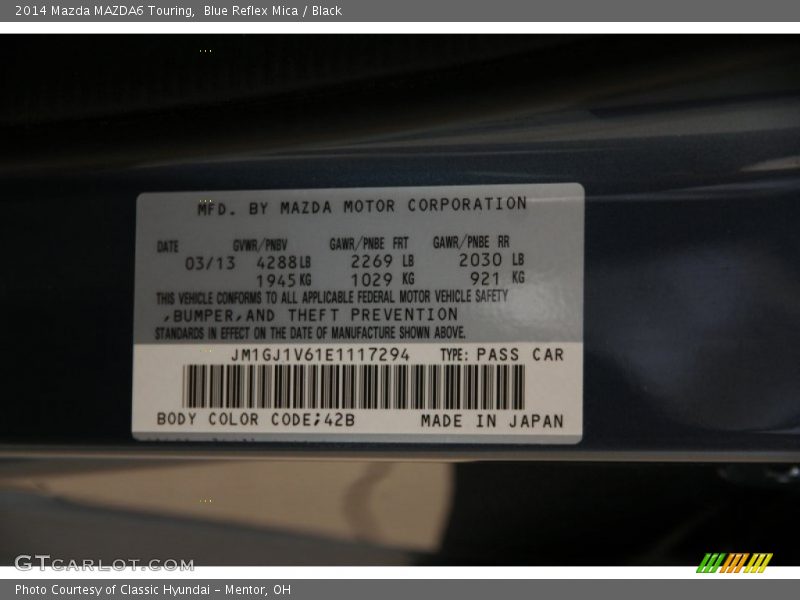 2014 Mazda MAZDA6 Touring, Blue Reflex Mica / Black
MFD. BY MAZDA MOTOR CORPORATION
DATE GVWR/PNBV GAWR/PNBE FRT GAWR/PNBE RR
03/13 4288LB 2269 LB 2030 LB
1945KG 1029 KG 921 KG
THIS VEHICLE CONFORMS TO ALL APPLICABLE FEDERAL MOTOR VEHICLE SAFETY
,BUMPER,AND THEFT PREVENTION
STANDARDS IN EFFECT ON THE DATE OF MANUFACTURE SHOWN ABOVE.
JM1GJ1V61E1117294 TYPE: PASS CAR
BODY COLOR CODE;42B MADE IN JAPAN
GTCARLOT.COM
Photo Courtesy of Classic Hyundai - Mentor, OH